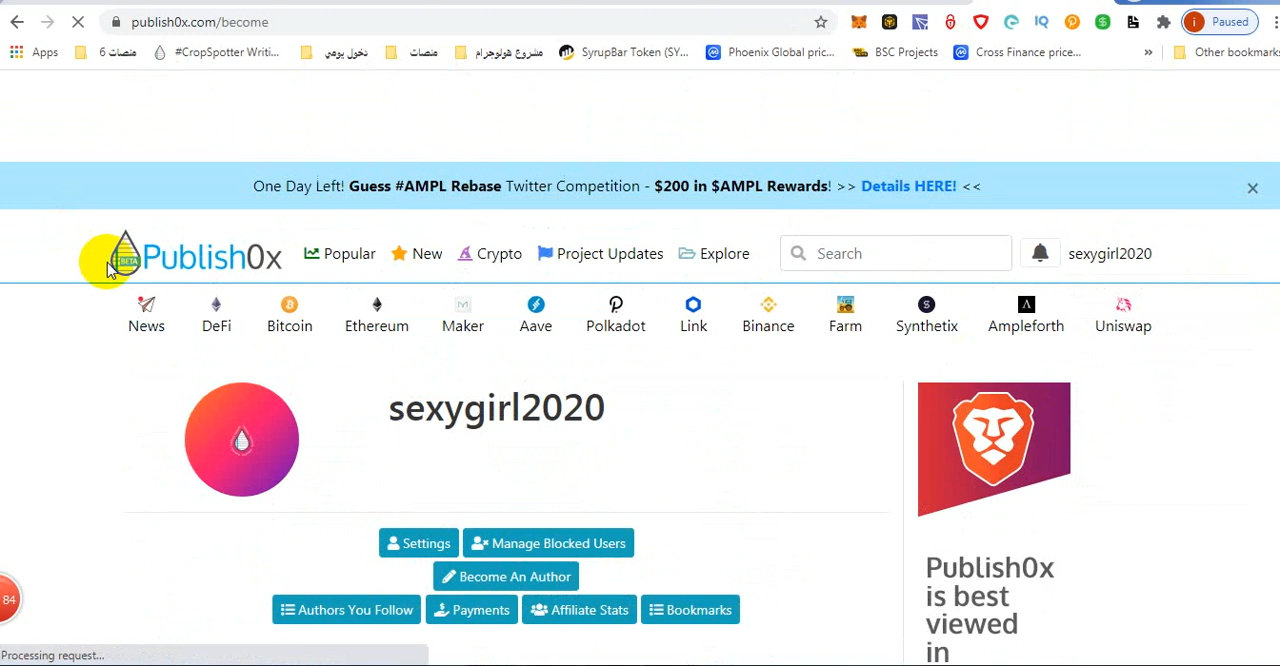 publish0x.com/become
Paused
Apps
منصات 6
#CropSpotter Writi...
دخول يومي
منصات
مشروع هولوجرام
SyrupBar Token (SY...
Phoenix Global pric...
BSC Projects
Cross Finance price...
»
Other bookmarks
One Day Left! Guess #AMPL Rebase Twitter Competition - $200 in $AMPL Rewards! >> Details HERE! <<
BETA
Publish0x
Popular
New
Crypto
Project Updates
Explore
Search
sexygirl2020
News
DeFi
Bitcoin
Ethereum
Maker
Aave
Polkadot
Link
Binance
Farm
Synthetix
Ampleforth
Uniswap
sexygirl2020
Settings
Manage Blocked Users
Become An Author
Authors You Follow
Payments
Affiliate Stats
Bookmarks
Publish0x
is best
viewed
in
84
Processing request...